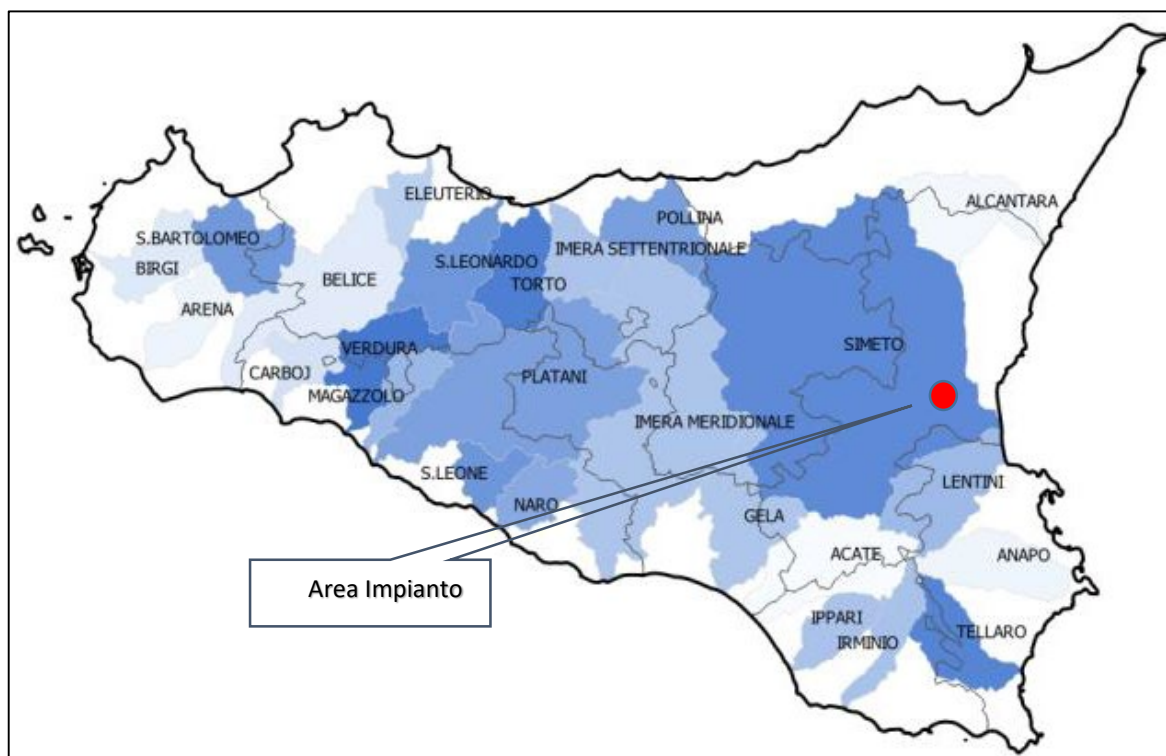 ELEUTERIO
ALCANTARA
POLLINA
S.BARTOLOMEO
IMERA SETTENTRIONALE
S.LEONARDO
BIRGI
BELICE
TORTO
ARENA
VERDURA
SIMETO
CARBOJ
PLATANI
MAGAZZOLO
IMERA MERIDIONALE
S.LEONE
LENTINI
NARO
GELA
ACATE
ANAPO
Area Impianto
IPPARI
TELLARO
IRMINIO